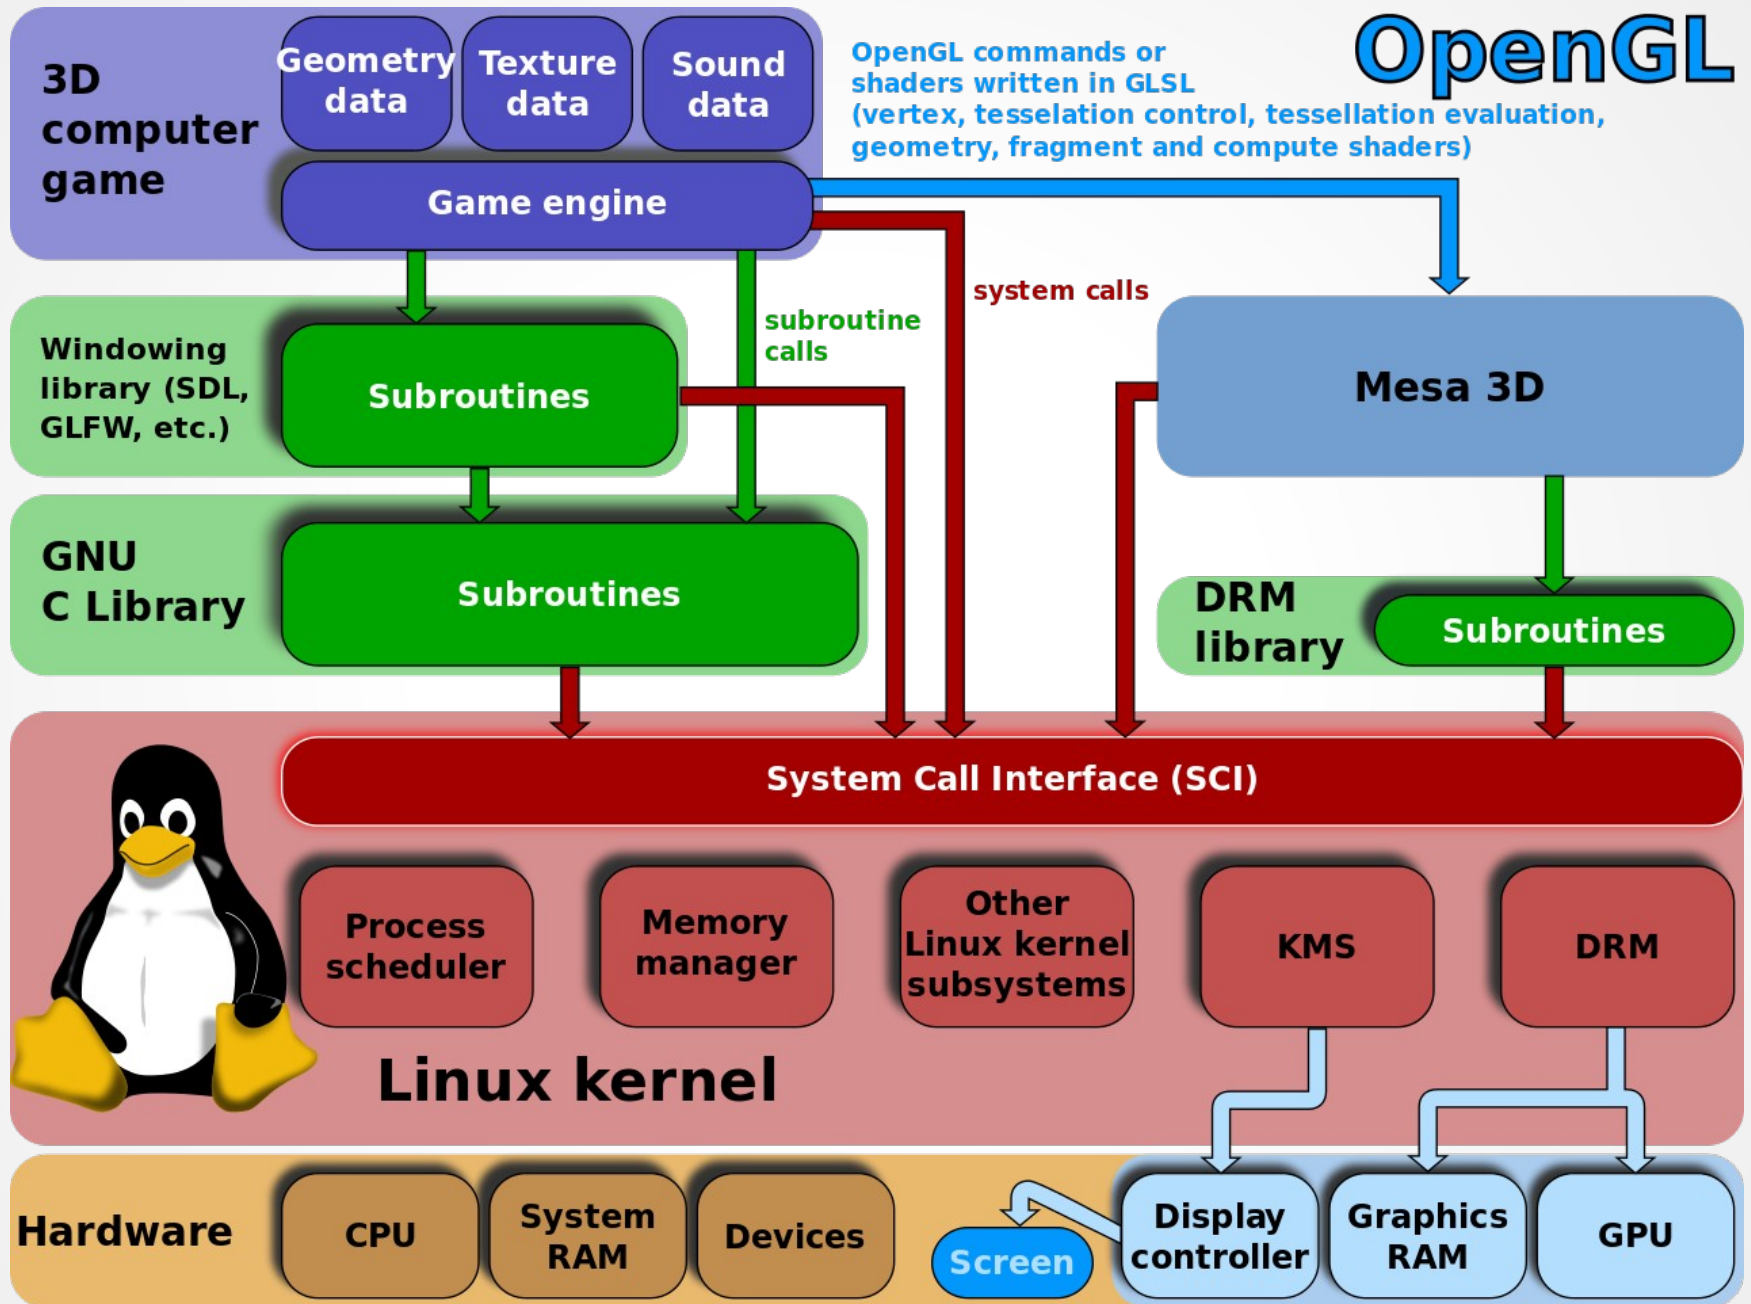 OpenGL
3D
computer
game
Geometry
data
Texture
data
Sound
data
Game engine
OpenGL commands or
shaders written in GLSL
(vertex, tesselation control, tessellation evaluation,
geometry, fragment and compute shaders)
system calls
subroutine
calls
Windowing
library (SDL,
GLFW, etc.)
Subroutines
Mesa 3D
GNU
C Library
Subroutines
DRM
library
Subroutines
System Call Interface (SCI)
Process
scheduler
Memory
manager
Other
Linux kernel
subsystems
KMS
DRM
Linux kernel
Hardware
CPU
System
RAM
Devices
Screen
Display
controller
Graphics
RAM
GPU